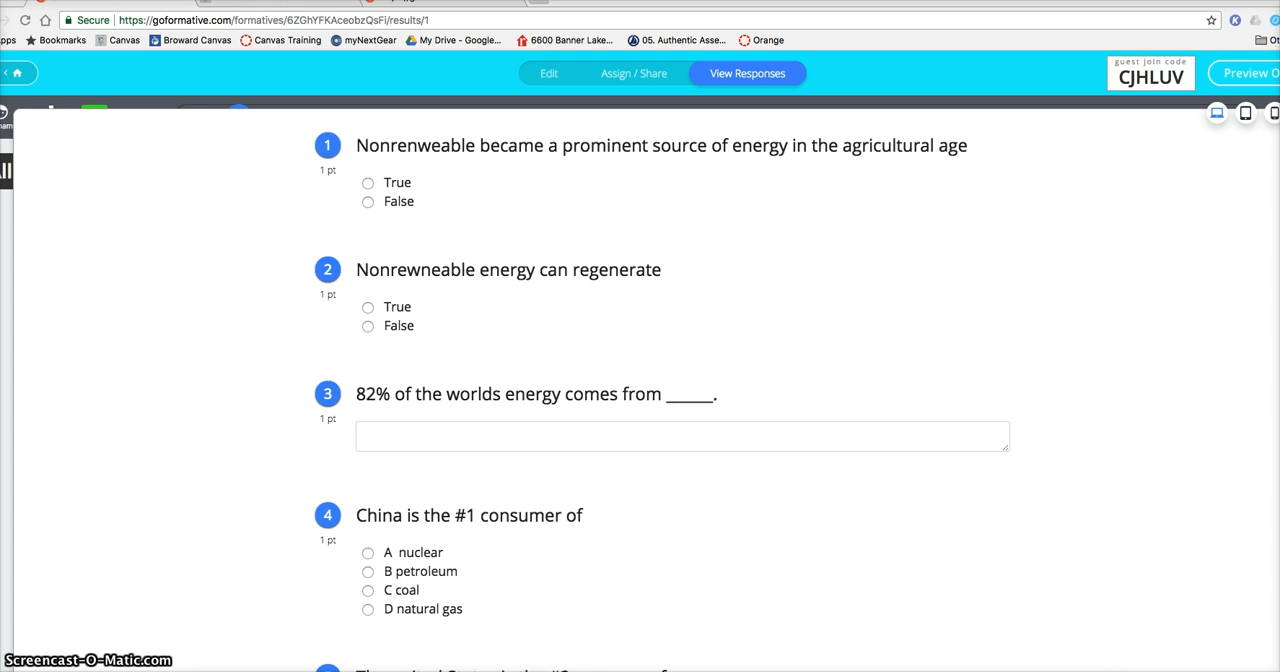 Secure | https://goformative.com/formatives/6ZGhYFKAceobzQsFi/results/1
Bookmarks Canvas Broward Canvas Canvas Training myNextGear My Drive - Google... 6600 Banner Lake... 05. Authentic Asse... Orange
Edit Assign / Share View Responses
guest join code
CJHLUV
Preview
1 Nonrenweable became a prominent source of energy in the agricultural age
1 pt
True
False
2 Nonrewneable energy can regenerate
1 pt
True
False
3 82% of the worlds energy comes from ______.
1 pt
4 China is the #1 consumer of
1 pt
A nuclear
B petroleum
C coal
D natural gas
Screencast-O-Matic.com